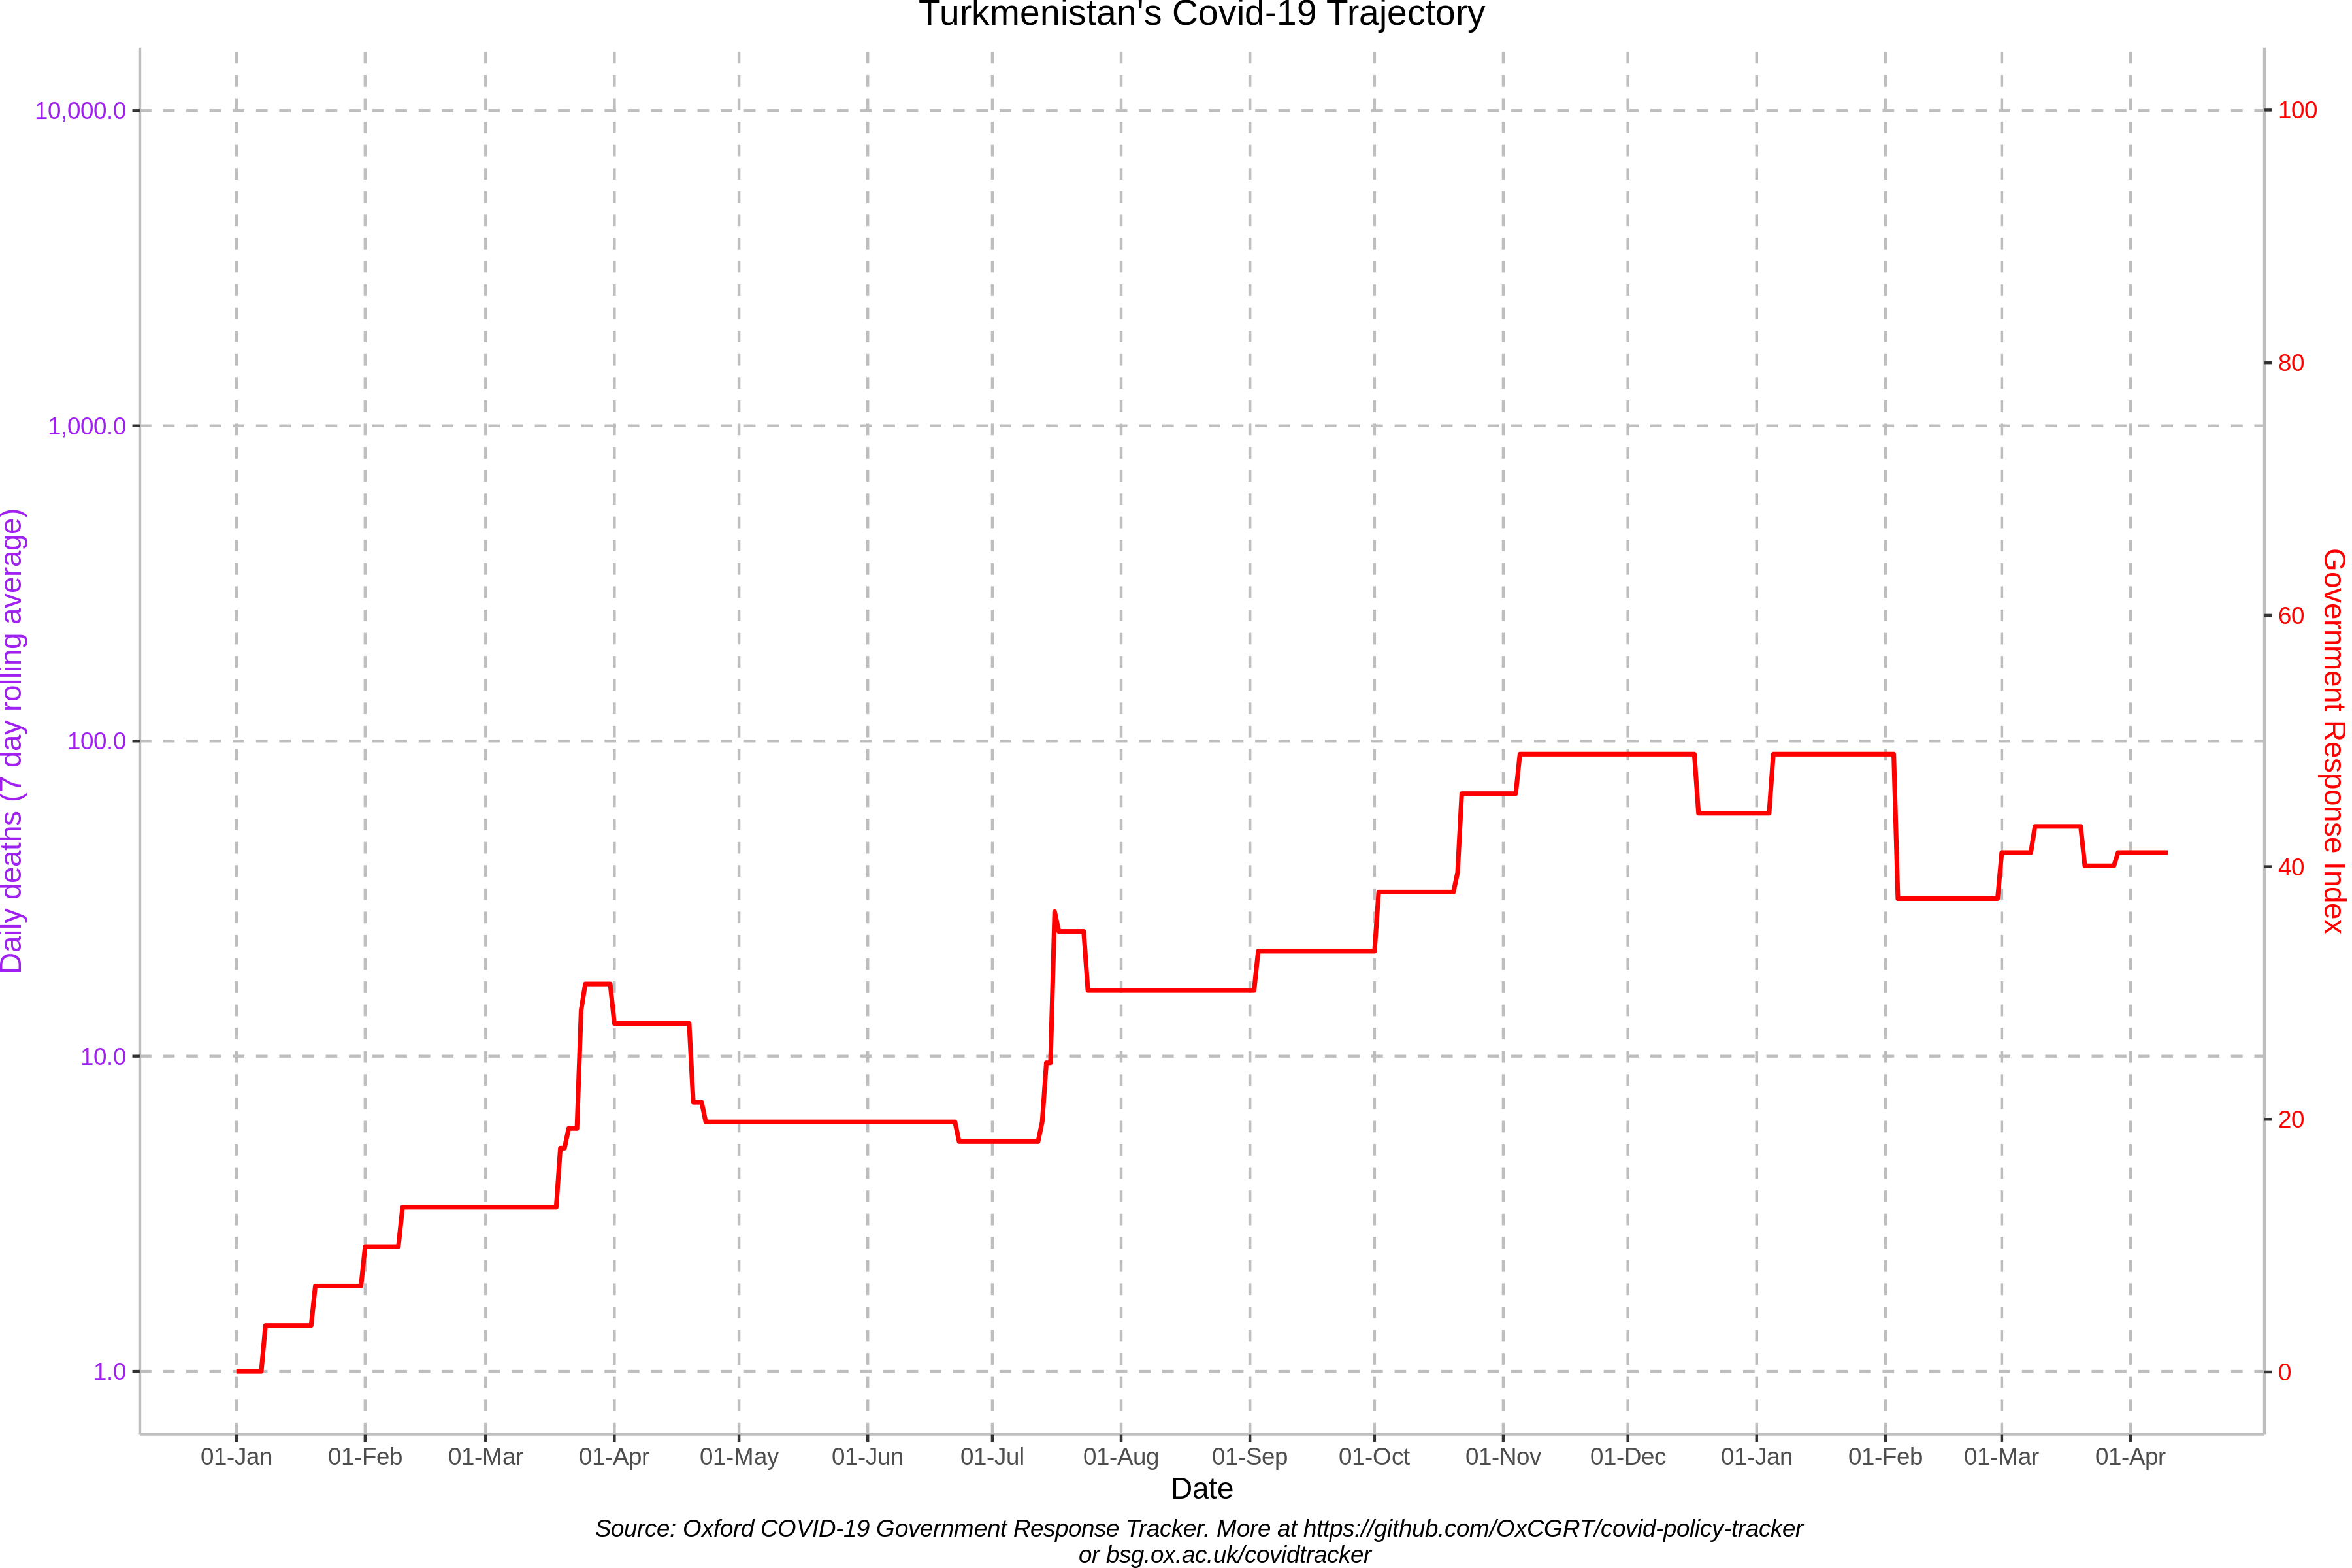 Turkmenistan's Covid-19 Trajectory
10,000.0
1,000.0
100.0
10.0
1.0
Daily deaths (7 day rolling average)
100
80
60
40
20
0
Government Response Index
01-Jan 01-Feb 01-Mar 01-Apr 01-May 01-Jun 01-Jul 01-Aug 01-Sep 01-Oct 01-Nov 01-Dec 01-Jan 01-Feb 01-Mar 01-Apr
Date
Source: Oxford COVID-19 Government Response Tracker. More at https://github.com/OxCGRT/covid-policy-tracker
or bsg.ox.ac.uk/covidtracker